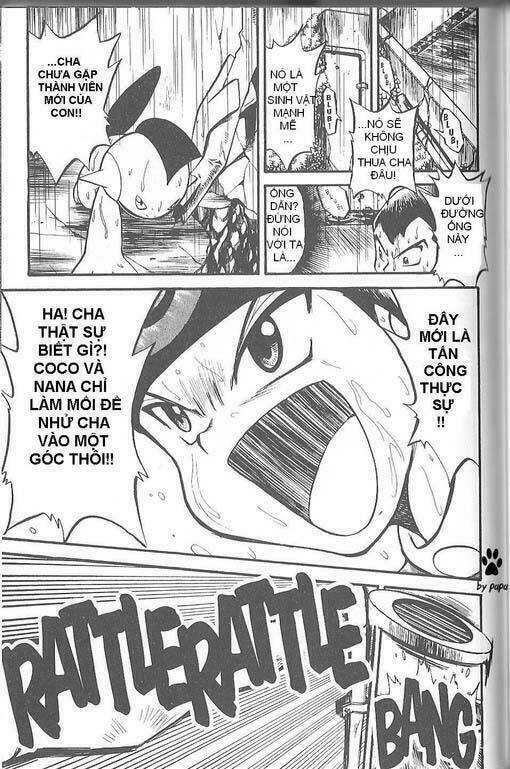 DƯỚI
ĐƯỜNG
ỐNG
NÀY ...
...
BLUB!
BLUB!
...NÓ SẼ
KHÔNG
CHỊU
THUA CHA
ĐÂU!
NÓ LÀ
MỘT
SINH VẬT
MẠNH
MẼ
...
BLUB!
ỐNG
DẪN?
ĐỪNG
NÓI
VỚI TA
LÀ...
...CHA
CHƯA GẶP
THÀNH VIÊN
MỚI CỦA
CON!!
ĐÂY
MỚI LÀ
TẤN
CÔNG
THỰC
SỰ
!!
HA! CHA
THẬT SỰ
BIẾT GÌ?!
COCO VÀ
NANA CHỈ
LÀM MỒI ĐỂ
NHỬ CHA
VÀO MỘT
GÓC THÔI!!
by papa
RATTLERATTLE
BANG